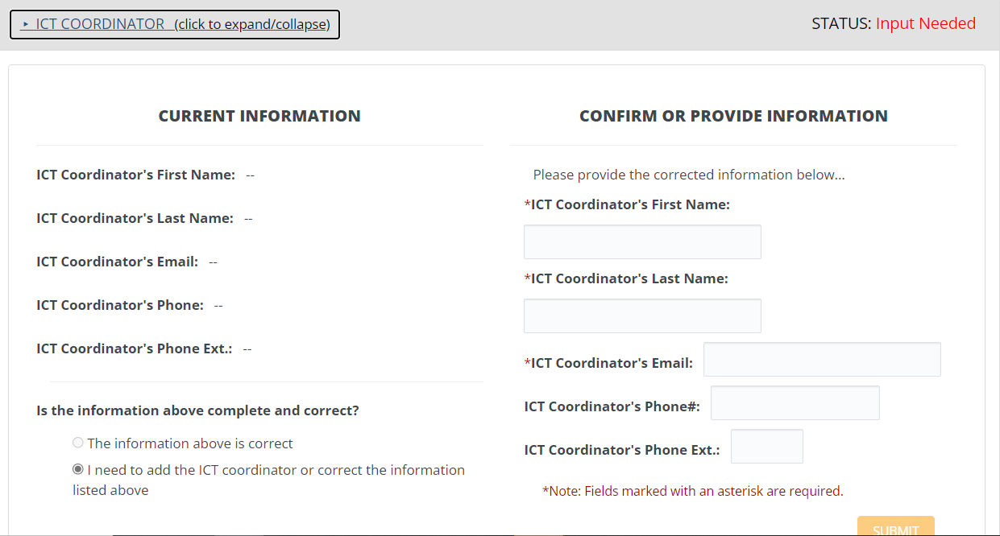 ‣ ICT COORDINATOR (click to expand/collapse)
STATUS: Input Needed
CURRENT INFORMATION
ICT Coordinator's First Name: --
ICT Coordinator's Last Name: --
ICT Coordinator's Email: --
ICT Coordinator's Phone: --
ICT Coordinator's Phone Ext.: --
Is the information above complete and correct?
The information above is correct
I need to add the ICT coordinator or correct the information
listed above
CONFIRM OR PROVIDE INFORMATION
Please provide the corrected information below...
*ICT Coordinator's First Name:
*ICT Coordinator's Last Name:
*ICT Coordinator's Email:
ICT Coordinator's Phone#:
ICT Coordinator's Phone Ext.:
*Note: Fields marked with an asterisk are required.
SUBMIT